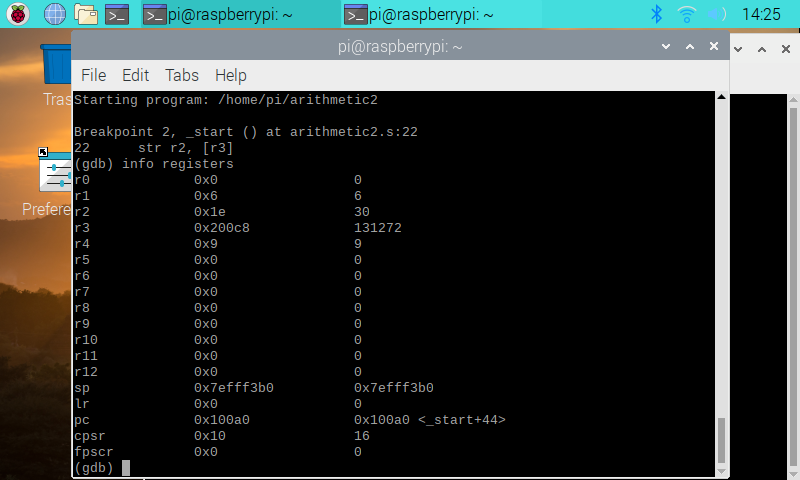 pi@raspberrypi: ~
pi@raspberrypi: ~
14:25
pi@raspberrypi: ~
File Edit Tabs Help
Starting program: /home/pi/arithmetic2
Breakpoint 2, _start () at arithmetic2.s:22
22      str r2, [r3]
(gdb) info registers
r0             0x0                 0
r1             0x6                 6
r2             0x1e                30
r3             0x200c8             131272
r4             0x9                 9
r5             0x0                 0
r6             0x0                 0
r7             0x0                 0
r8             0x0                 0
r9             0x0                 0
r10            0x0                 0
r11            0x0                 0
r12            0x0                 0
sp             0x7efff3b0          0x7efff3b0
lr             0x0                 0
pc             0x100a0             0x100a0 <_start+44>
cpsr           0x10                16
fpscr          0x0                 0
(gdb)
Tras
Prefere